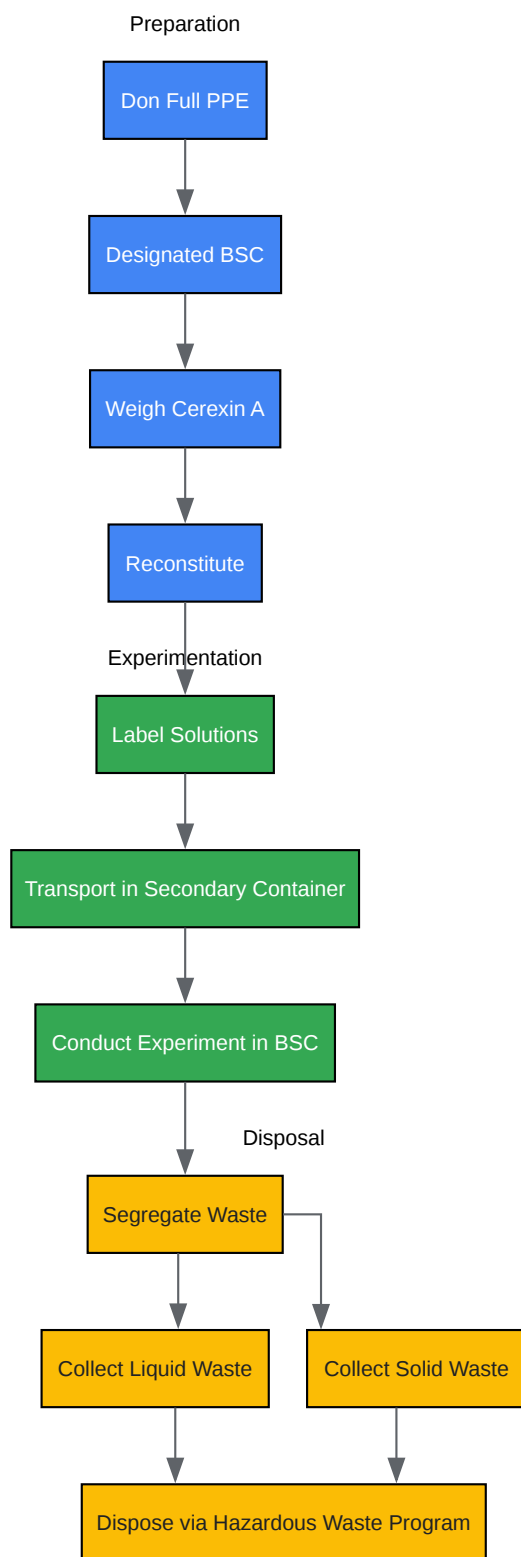 Preparation
Don Full PPE
Designated BSC
Weigh Cerexin A
Reconstitute
Experimentation
Label Solutions
Transport in Secondary Container
Conduct Experiment in BSC
Disposal
Segregate Waste
Collect Liquid Waste
Collect Solid Waste
Dispose via Hazardous Waste Program